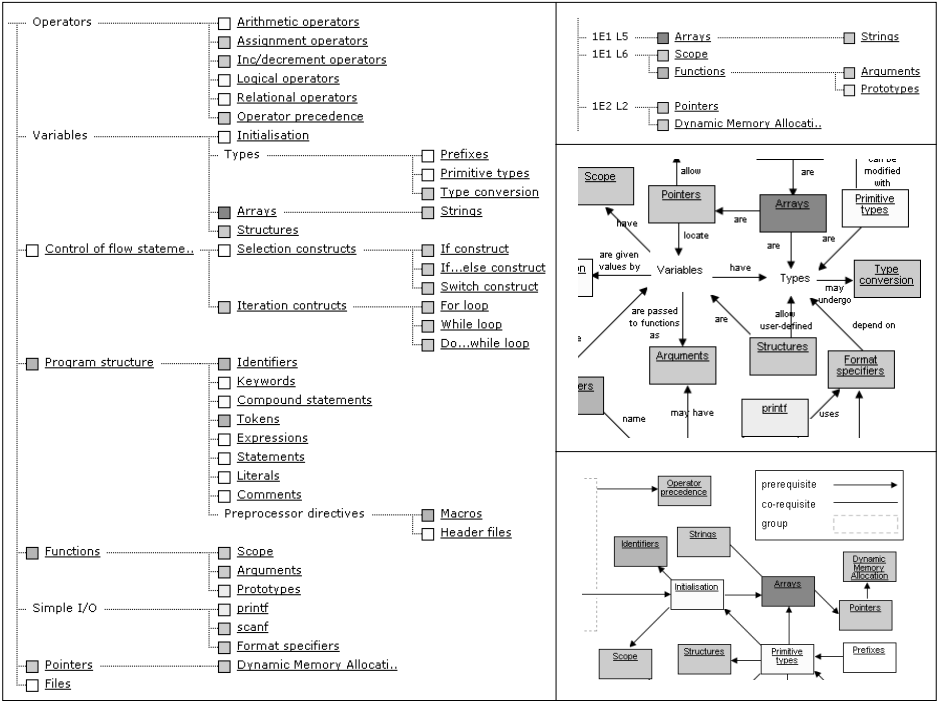 Operators
Arithmetic operators
Assignment operators
Inc/decrement operators
Logical operators
Relational operators
Operator precedence
Variables
Initialisation
Types
Prefixes
Primitive types
Type conversion
Arrays
Strings
Structures
Control of flow stateme..
Selection constructs
If construct
If...else construct
Switch construct
Iteration contructs
For loop
While loop
Do...while loop
Program structure
Identifiers
Keywords
Compound statements
Tokens
Expressions
Statements
Literals
Comments
Preprocessor directives
Macros
Header files
Functions
Scope
Arguments
Prototypes
Simple I/O
printf
scanf
Format specifiers
Pointers
Dynamic Memory Allocati..
Files
1E1 L5
Arrays
Strings
1E1 L6
Scope
Functions
Arguments
Prototypes
1E2 L2
Pointers
Dynamic Memory Allocati..
Scope
allow
Pointers
are
Arrays
can be
modified
with
Primitive
types
have
are
locate
are
are
are given
values by
on
Variables
have
Types
may
undergo
Type
conversion
are passed
to functions
as
are
allow
user-defined
depend on
e
Arguments
Structures
Format
specifiers
ers
name
may have
printf
uses
Operator
precedence
prerequisite
co-requisite
group
Identifiers
Strings
Dynamic
Memory
Allocation
Initialisation
Arrays
Pointers
Scope
Structures
Primitive
types
Prefixes